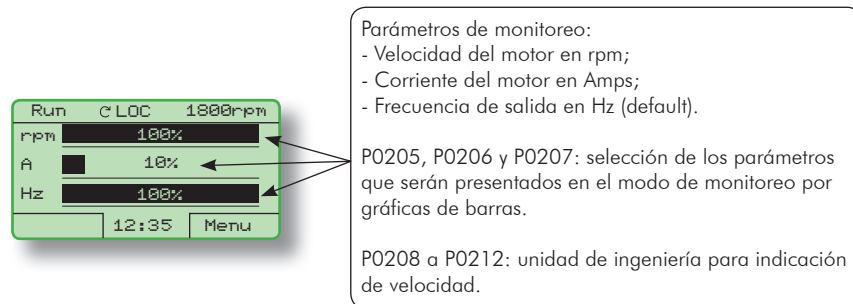 Run C LOC 1800rpm
rpm 100%
A 10%
Hz 100%
12:35 Menu
Parámetros de monitoreo:
- Velocidad del motor en rpm;
- Corriente del motor en Amps;
- Frecuencia de salida en Hz (default).
P0205, P0206 y P0207: selección de los parámetros
que serán presentados en el modo de monitoreo por
gráficas de barras.
P0208 a P0212: unidad de ingeniería para indicación
de velocidad.